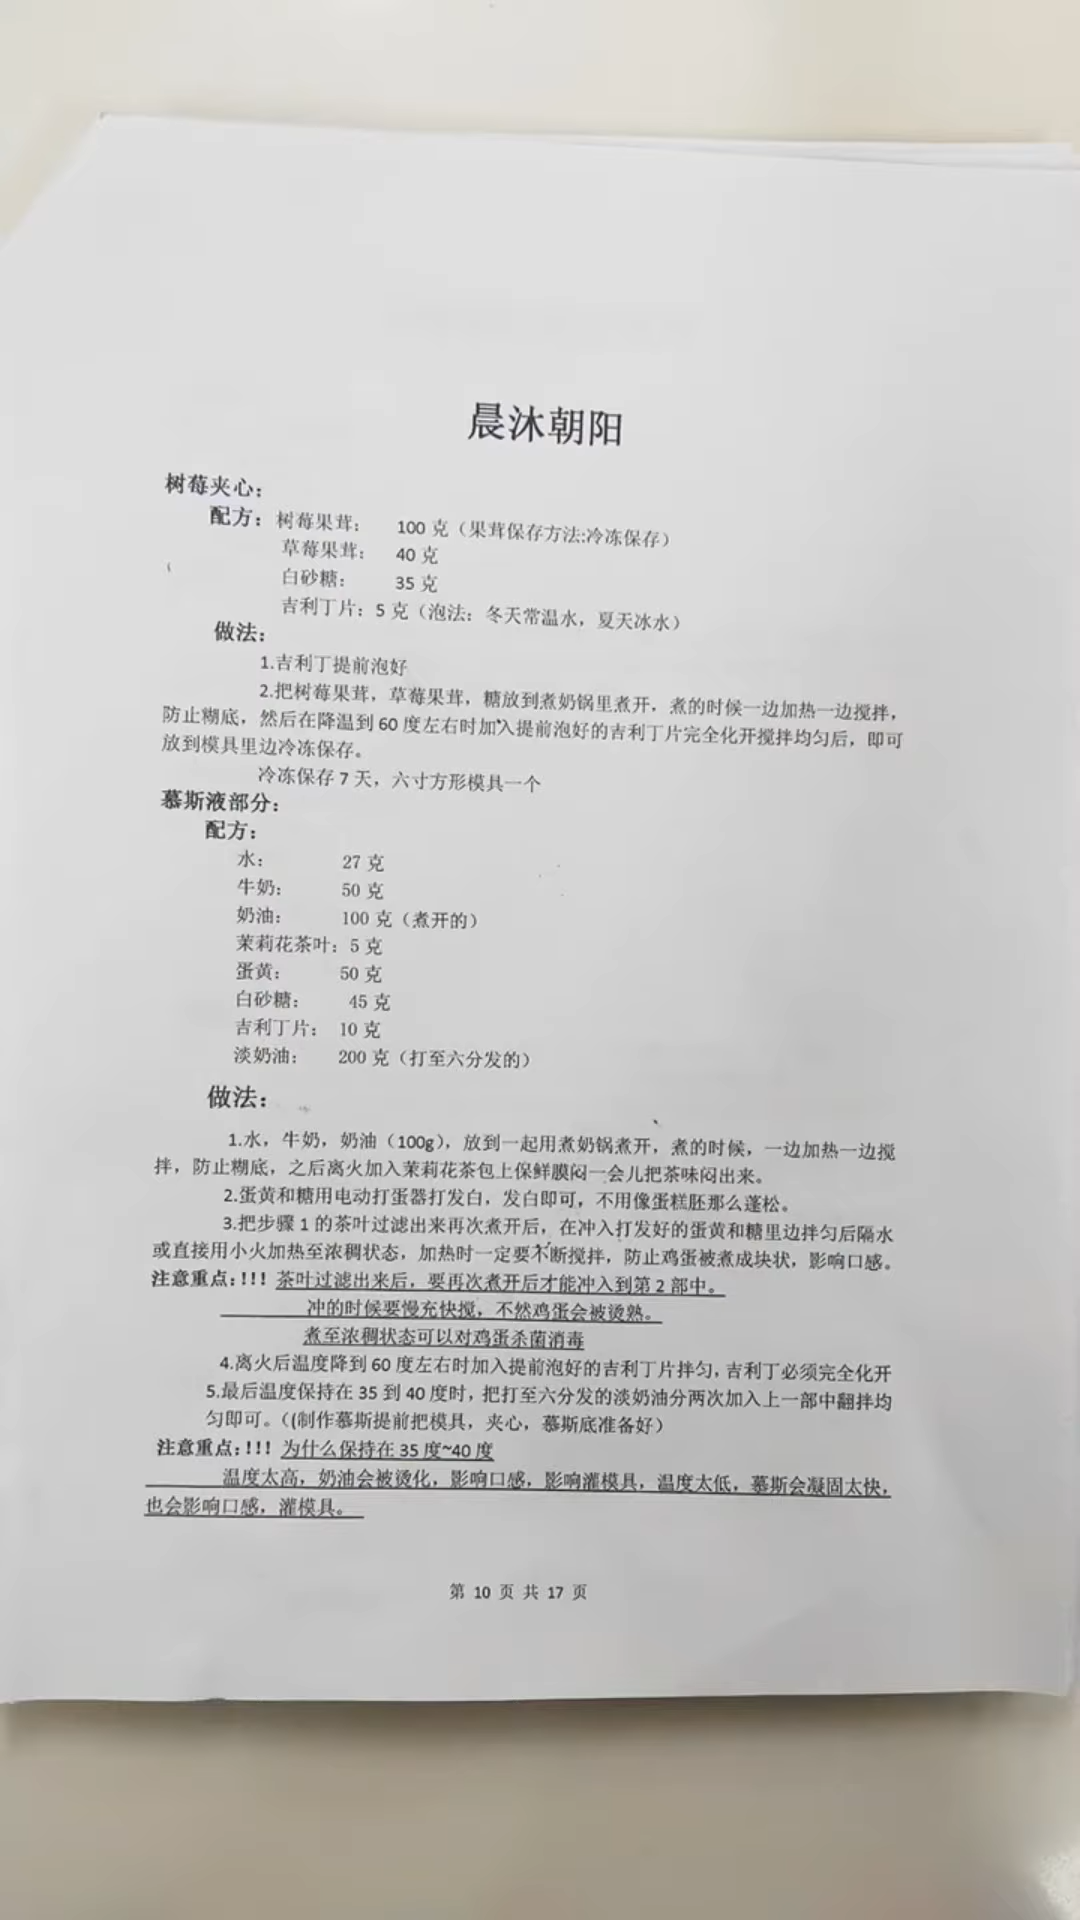 晨沐朝阳
树莓夹心：
配方：树莓果茸： 100 克（果茸保存方法:冷冻保存）
草莓果茸： 40 克
白砂糖： 35 克
吉利丁片：5 克（泡法：冬天常温水，夏天冰水）
做法：
1.吉利丁提前泡好
2.把树莓果茸，草莓果茸，糖放到煮奶锅里煮开，煮的时候一边加热一边搅拌，
防止糊底，然后在降温到 60 度左右时加入提前泡好的吉利丁片完全化开搅拌均匀后，即可
放到模具里边冷冻保存。
冷冻保存 7 天，六寸方形模具一个
慕斯液部分：
配方：
水： 27 克
牛奶： 50 克
奶油： 100 克（煮开的）
茉莉花茶叶：5 克
蛋黄： 50 克
白砂糖： 45 克
吉利丁片： 10 克
淡奶油： 200 克（打至六分发的）
做法：
1.水，牛奶，奶油（100g），放到一起用煮奶锅煮开，煮的时候，一边加热一边搅
拌，防止糊底，之后离火加入茉莉花茶包上保鲜膜闷一会儿把茶味闷出来。
2.蛋黄和糖用电动打蛋器打发白，发白即可，不用像蛋糕胚那么蓬松。
3.把步骤 1 的茶叶过滤出来再次煮开后，在冲入打发好的蛋黄和糖里边拌匀后隔水
或直接用小火加热至浓稠状态，加热时一定要不断搅拌，防止鸡蛋被煮成块状，影响口感。
注意重点：!!! 茶叶过滤出来后，要再次煮开后才能冲入到第 2 部中。
冲的时候要慢充快搅，不然鸡蛋会被烫熟。
煮至浓稠状态可以对鸡蛋杀菌消毒
4.离火后温度降到 60 度左右时加入提前泡好的吉利丁片拌匀，吉利丁必须完全化开
5.最后温度保持在 35 到 40 度时，把打至六分发的淡奶油分两次加入上一部中翻拌均
匀即可。（(制作慕斯提前把模具，夹心，慕斯底准备好）
注意重点：!!! 为什么保持在 35 度~40 度
温度太高，奶油会被烫化，影响口感，影响灌模具，温度太低，慕斯会凝固太快，
也会影响口感，灌模具。
第 10 页 共 17 页